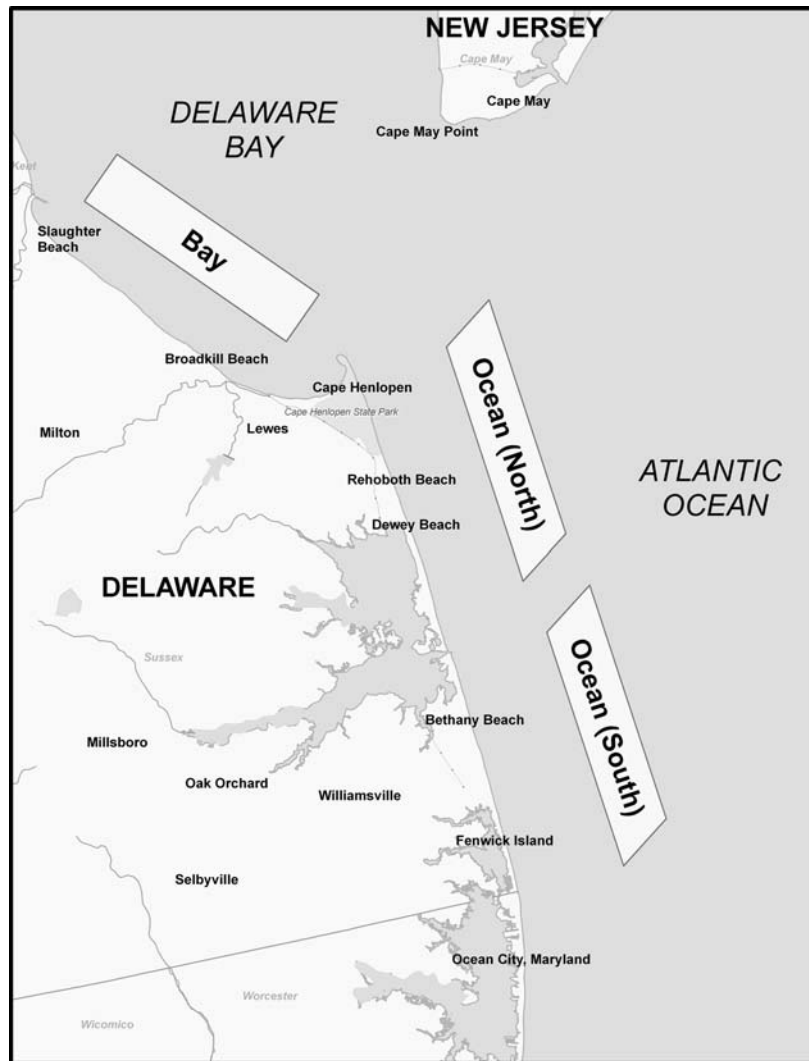 NEW JERSEY
Cape May
Cape May
Cape May Point
DELAWARE
BAY
Kent
Slaughter
Beach
Bay
Broadkill Beach
Cape Henlopen
Cape Henlopen State Park
Ocean (North)
Milton
Lewes
Rehoboth Beach
ATLANTIC
OCEAN
Dewey Beach
DELAWARE
Sussex
Ocean (South)
Bethany Beach
Millsboro
Oak Orchard
Williamsville
Fenwick Island
Selbyville
Ocean City, Maryland
Worcester
Wicomico